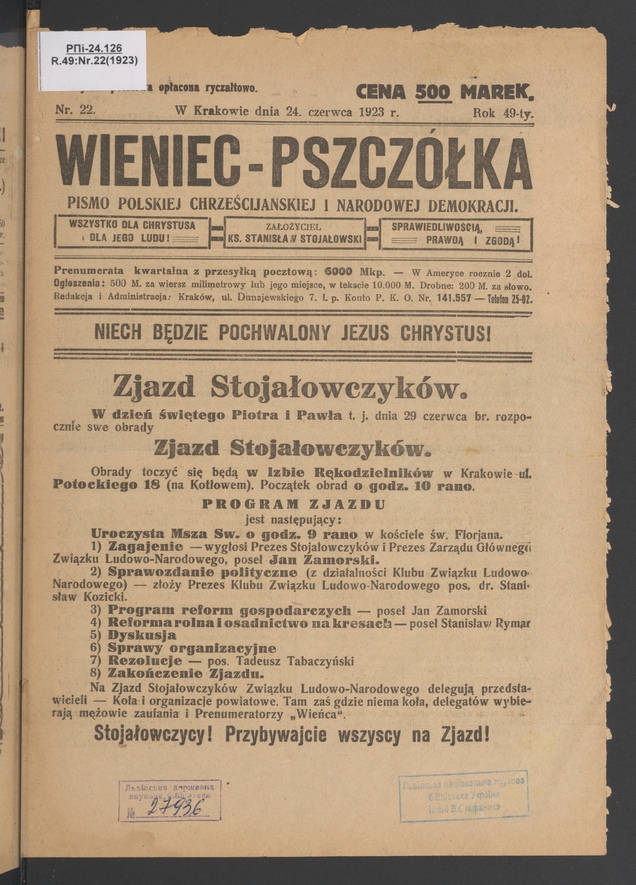 РПі-24.126
R.49:Nr.22(1923)
opłacona ryczałtowo.
CENA 500 MAREK.
Nr. 22.
W Krakowie dnia 24. czerwca 1923 r.
Rok 49-ty.
WIENIEC-PSZCZÓŁKA
PISMO POLSKIEJ CHRZEŚCIJANSKIEJ I NARODOWEJ DEMOKRACJI.
WSZYSTKO DLA CHRYSTUSA
I DLA JEGO LUDU!
ZAŁOŻYCIEL
KS. STANISŁAW STOJAŁOWSKI
SPRAWIEDLIWOSCIĄ,
PRAWDĄ I ZGODĄ!
Prenumerata kwartalna z przesyłką pocztową: 6000 Mkp. — W Ameryce rocznie 2 dol.
Ogłoszenia: 500 M. za wiersz milimetrowy lub jego miejsce, w tekscie 10.000 M. Drobne: 200 M. za słowo.
Redakcja i Administracja: Kraków, ul. Dunajewskiego 7. I. p. Konto P. K. O. Nr. 141.557 — Telefon 25-02.
NIECH BĘDZIE POCHWALONY JEZUS CHRYSTUS!
Zjazd Stojałowczyków.
W dzień świętego Piotra i Pawła t. j. dnia 29 czerwca br. rozpo-
cznie swe obrady
Zjazd Stojałowczyków.
Obrady toczyć się będą w Izbie Rękodzielników w Krakowie ul.
Potockiego 18 (na Kotłowem). Początek obrad o godz. 10 rano.
PROGRAM ZJAZDU
jest następujący:
Uroczysta Msza Sw. o godz. 9 rano w kościele św. Florjana.
1) Zagajenie — wygłosi Prezes Stojałowczyków i Prezes Zarządu Głównego
Związku Ludowo-Narodowego, poseł Jan Zamorski.
2) Sprawozdanie polityczne (z działalności Klubu Związku Ludowo-
Narodowego) — złoży Prezes Klubu Związku Ludowo-Narodowego pos. dr. Stani-
sław Kozicki.
3) Program reform gospodarczych — poseł Jan Zamorski
4) Reforma rolna i osadnictwo na kresach — poseł Stanisław Rymar
5) Dyskusja
6) Sprawy organizacyjne
7) Rezolucje — pos. Tadeusz Tabaczyński
8) Zakończenie Zjazdu.
Na Zjazd Stojałowczyków Związku Ludowo-Narodowego delegują przedsta-
wicieli — Koła i organizacje powiatowe. Tam zaś gdzie niema koła, delegatów wybie-
rają mężowie zaufania i Prenumeratorzy „Wieńca“.
Stojałowczycy! Przybywajcie wszyscy na Zjazd!
№ 27936